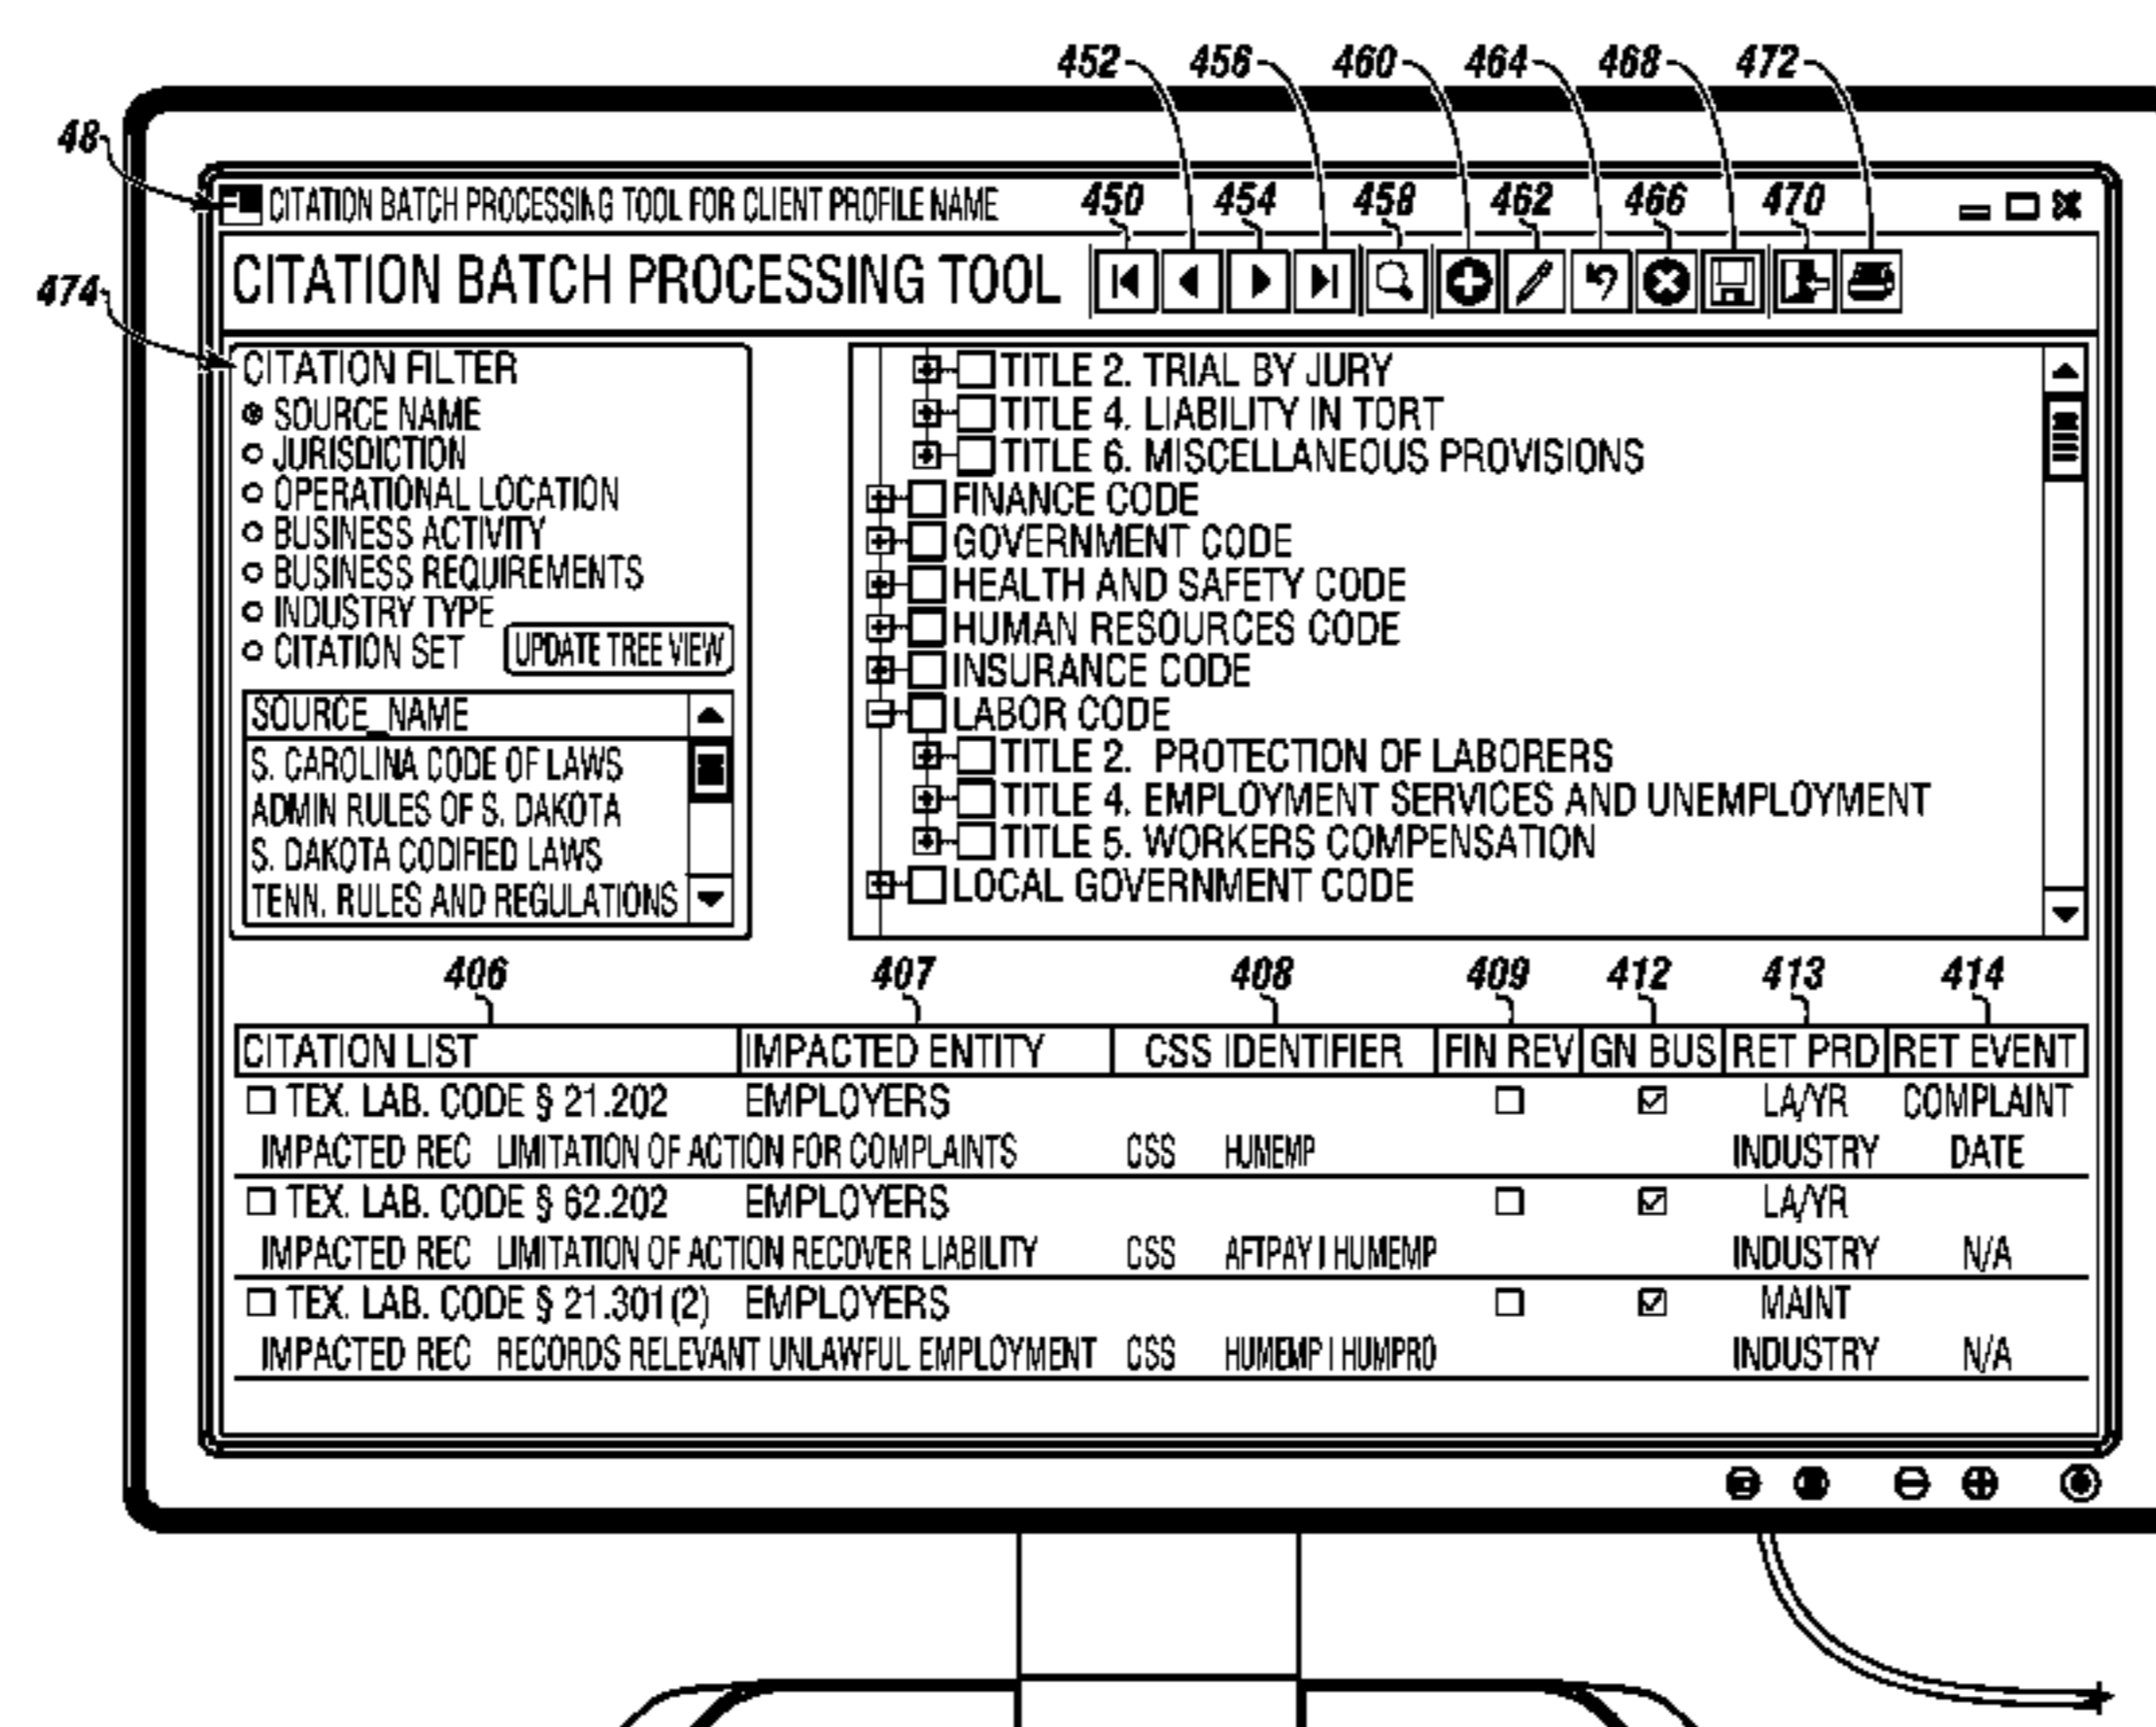 452 456 460 464 468 472
48
CITATION BATCH PROCESSING TOOL FOR CLIENT PROFILE NAME 450 454 458 462 466 470
CITATION BATCH PROCESSING TOOL
474
CITATION FILTER
SOURCE NAME
JURISDICTION
OPERATIONAL LOCATION
BUSINESS ACTIVITY
BUSINESS REQUIREMENTS
INDUSTRY TYPE
CITATION SET UPDATE TREE VIEW
SOURCE_NAME
S. CAROLINA CODE OF LAWS
ADMIN RULES OF S. DAKOTA
S. DAKOTA CODIFIED LAWS
TENN. RULES AND REGULATIONS
TITLE 2. TRIAL BY JURY
TITLE 4. LIABILITY IN TORT
TITLE 6. MISCELLANEOUS PROVISIONS
FINANCE CODE
GOVERNMENT CODE
HEALTH AND SAFETY CODE
HUMAN RESOURCES CODE
INSURANCE CODE
LABOR CODE
TITLE 2. PROTECTION OF LABORERS
TITLE 4. EMPLOYMENT SERVICES AND UNEMPLOYMENT
TITLE 5. WORKERS COMPENSATION
LOCAL GOVERNMENT CODE
406 407 408 409 412 413 414
CITATION LIST IMPACTED ENTITY CSS IDENTIFIER FIN REV GN BUS RET PRD RET EVENT
TEX. LAB. CODE § 21.202 EMPLOYERS LA/YR COMPLAINT
IMPACTED REC LIMITATION OF ACTION FOR COMPLAINTS CSS HUMEMP INDUSTRY DATE
TEX. LAB. CODE § 62.202 EMPLOYERS LA/YR
IMPACTED REC LIMITATION OF ACTION RECOVER LIABILITY CSS AFTPAY | HUMEMP INDUSTRY N/A
TEX. LAB. CODE § 21.301(2) EMPLOYERS MAINT
IMPACTED REC RECORDS RELEVANT UNLAWFUL EMPLOYMENT CSS HUMEMP | HUMPRO INDUSTRY N/A